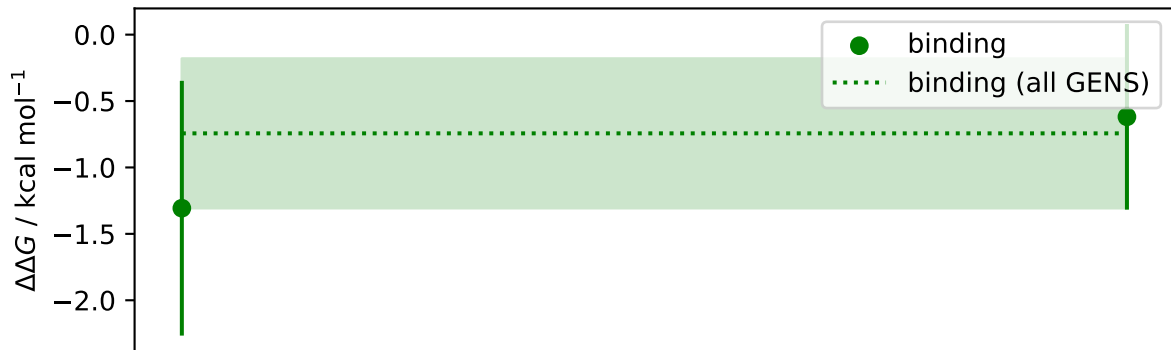 0.0
−0.5
−1.0
−1.5
−2.0
ΔΔG / kcal mol⁻¹
binding
binding (all GENS)